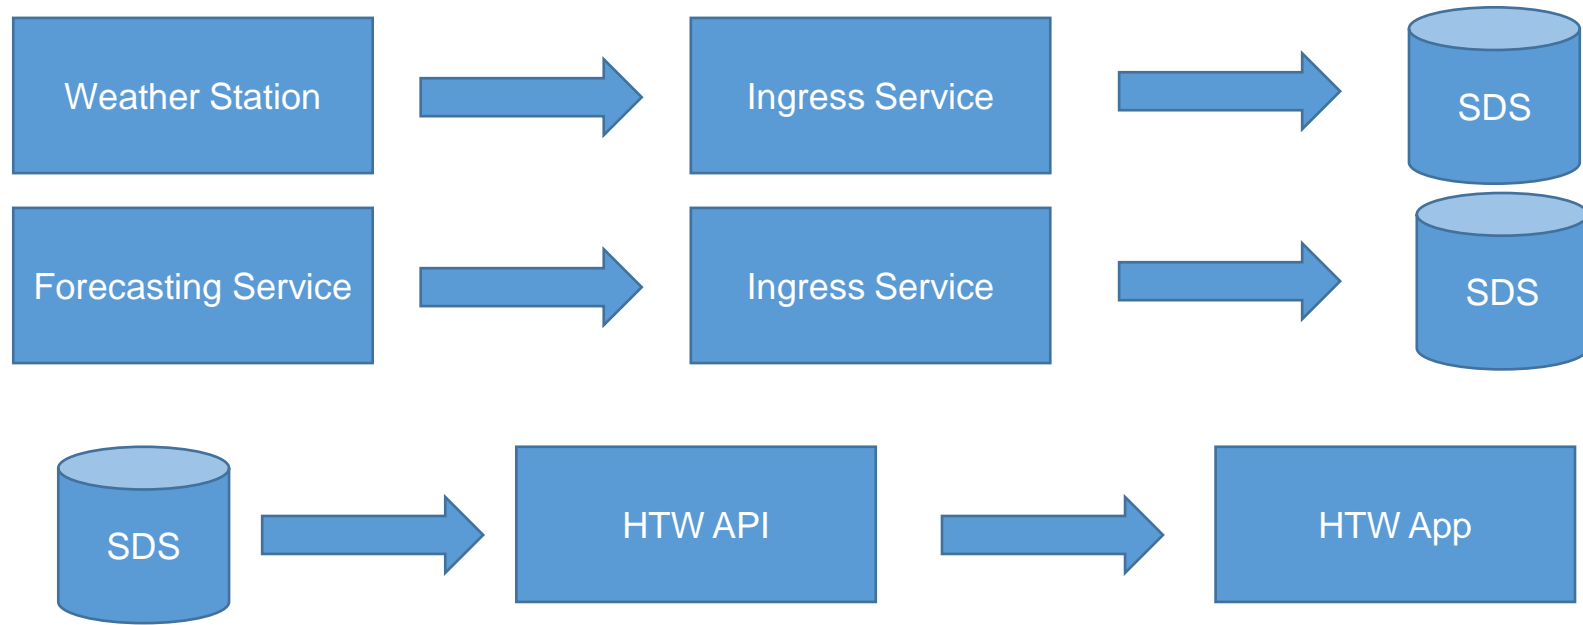 Weather Station
Ingress Service
SDS
Forecasting Service
Ingress Service
SDS
SDS
HTW API
HTW App